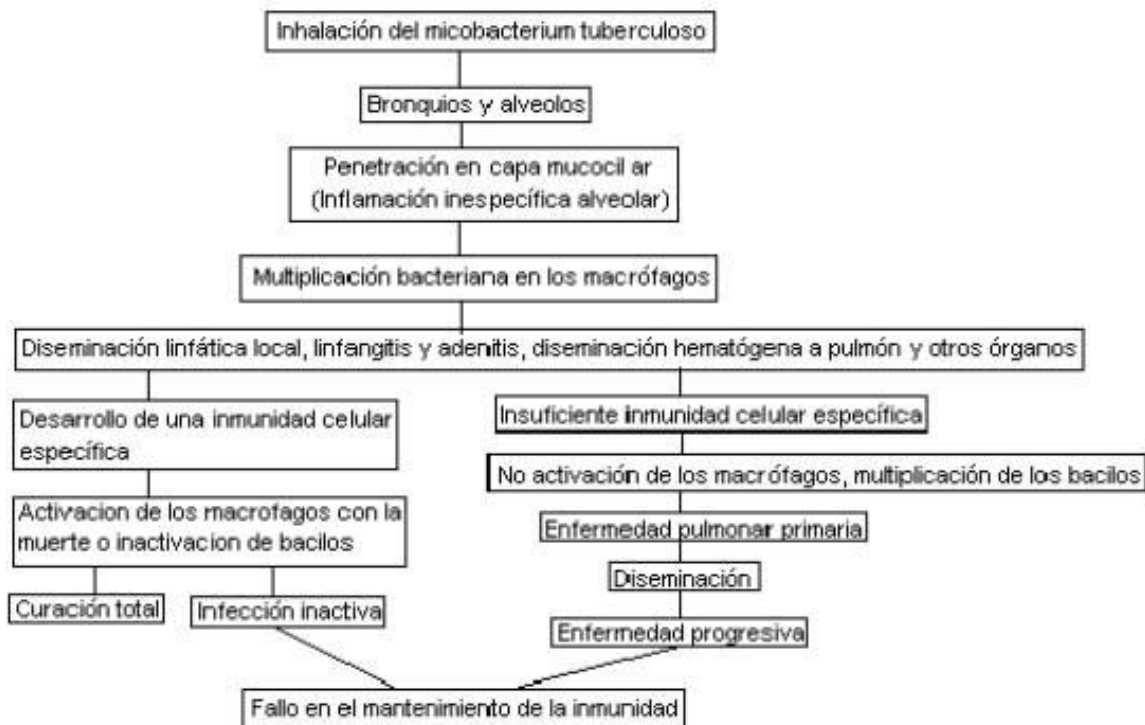 Inhalación del micobacterium tuberculoso
Bronquios y alveolos
Penetración en capa mucocil ar
(Inflamación inespecífica alveolar)
Multiplicación bacteriana en los macrófagos
Diseminación linfática local, linfangitis y adenitis, diseminación hematógena a pulmón y otros órganos
Desarrollo de una inmunidad celular
específica
Activacion de los macrofagos con la
muerte o inactivacion de bacilos
Curación total
Infección inactiva
Insuficiente inmunidad celular específica
No activación de los macrófagos, multiplicación de los bacilos
Enfermedad pulmonar primaria
Diseminación
Enfermedad progresiva
Fallo en el mantenimiento de la inmunidad